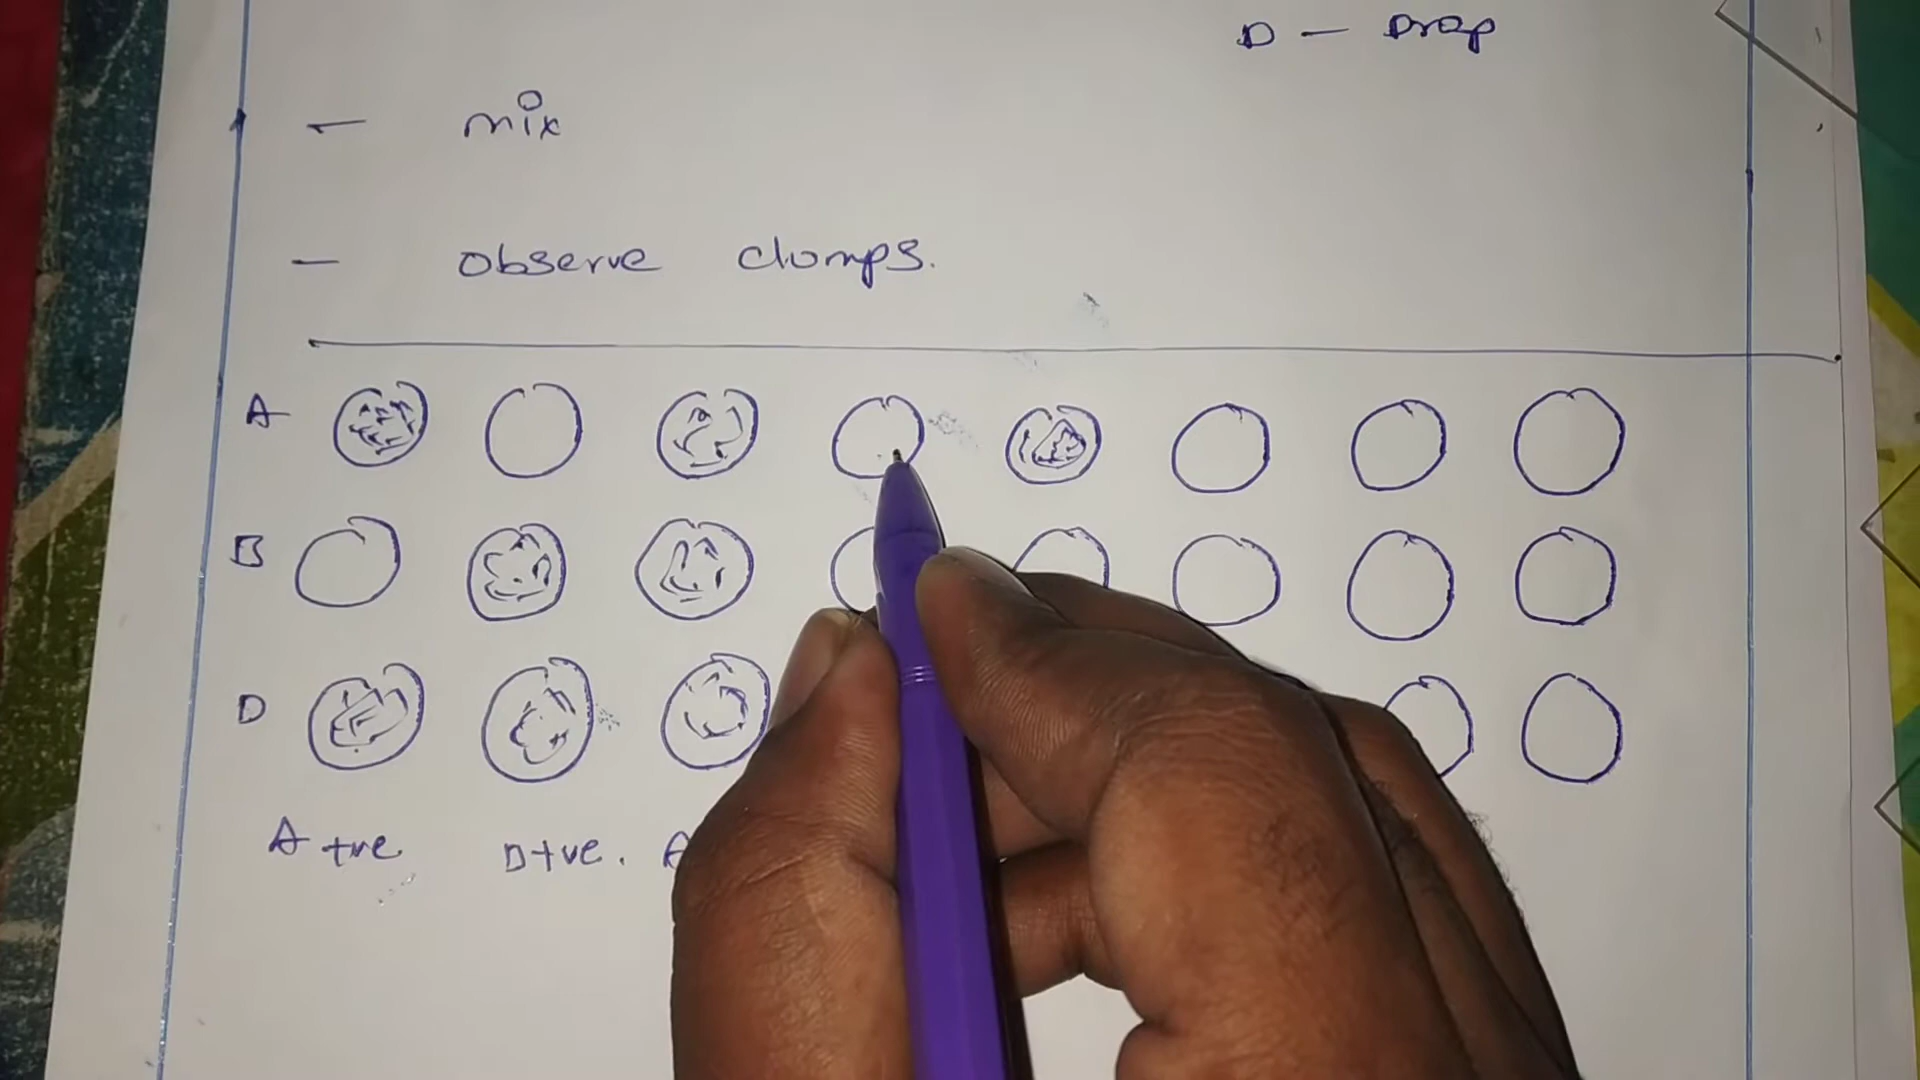 D — Drop
— mix
— observe clumps.
A
B
D
A +ve B+ve. A